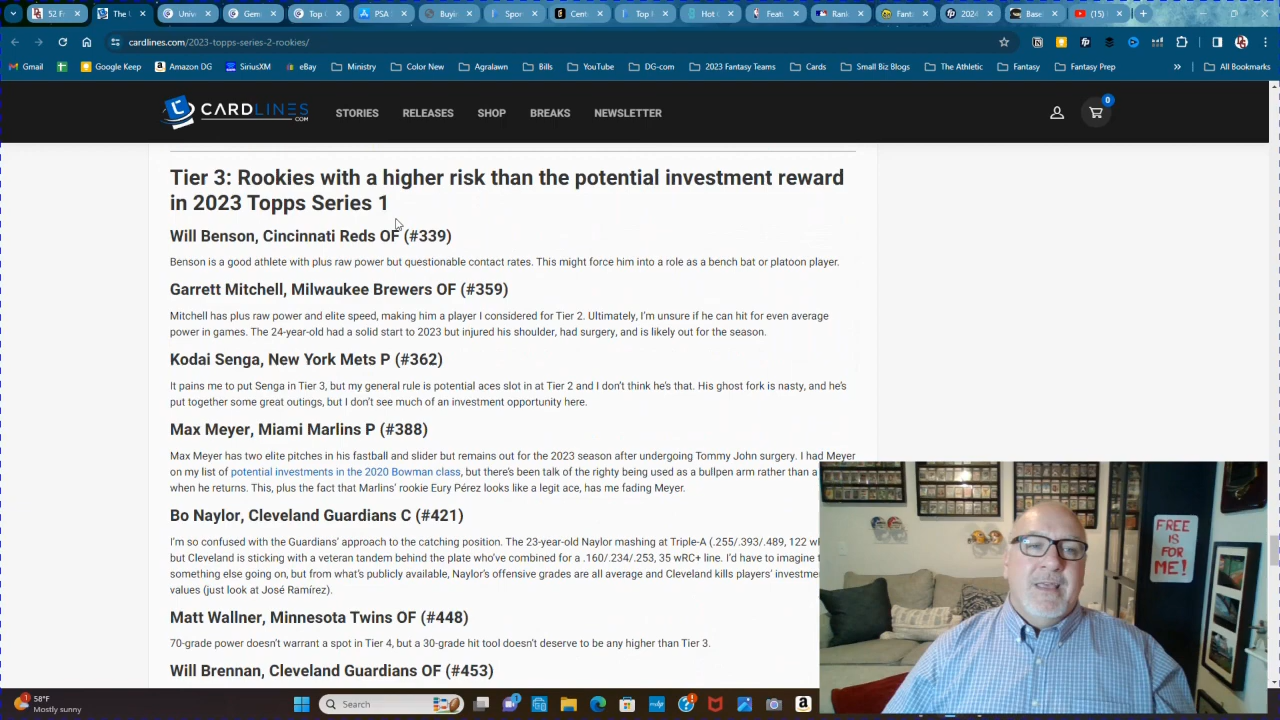 52 F
The U
Unive
Gem
Top C
PSA
Buyin
Spor
Cent
Top
Hot
Featu
Rank
Fanta
2024
Base
(15)
cardlines.com/2023-topps-series-2-rookies/
Gmail
Google Keep
Amazon DG
SiriusXM
eBay
Ministry
Color New
Agralawn
Bills
YouTube
DG-com
2023 Fantasy Teams
Cards
Small Biz Blogs
The Athletic
Fantasy
Fantasy Prep
»
All Bookmarks
CARDLINES
.COM
STORIES
RELEASES
SHOP
BREAKS
NEWSLETTER
0
Tier 3: Rookies with a higher risk than the potential investment reward
in 2023 Topps Series 1
Will Benson, Cincinnati Reds OF (#339)
Benson is a good athlete with plus raw power but questionable contact rates. This might force him into a role as a bench bat or platoon player.
Garrett Mitchell, Milwaukee Brewers OF (#359)
Mitchell has plus raw power and elite speed, making him a player I considered for Tier 2. Ultimately, I'm unsure if he can hit for even average
power in games. The 24-year-old had a solid start to 2023 but injured his shoulder, had surgery, and is likely out for the season.
Kodai Senga, New York Mets P (#362)
It pains me to put Senga in Tier 3, but my general rule is potential aces slot in at Tier 2 and I don't think he's that. His ghost fork is nasty, and he's
put together some great outings, but I don't see much of an investment opportunity here.
Max Meyer, Miami Marlins P (#388)
Max Meyer has two elite pitches in his fastball and slider but remains out for the 2023 season after undergoing Tommy John surgery. I had Meyer
on my list of potential investments in the 2020 Bowman class, but there's been talk of the righty being used as a bullpen arm rather than a
when he returns. This, plus the fact that Marlins' rookie Eury Pérez looks like a legit ace, has me fading Meyer.
Bo Naylor, Cleveland Guardians C (#421)
I'm so confused with the Guardians' approach to the catching position. The 23-year-old Naylor mashing at Triple-A (.255/.393/.489, 122 w
but Cleveland is sticking with a veteran tandem behind the plate who've combined for a .160/.234/.253, 35 wRC+ line. I'd have to imagine
something else going on, but from what's publicly available, Naylor's offensive grades are all average and Cleveland kills players' investme
values (just look at José Ramírez).
Matt Wallner, Minnesota Twins OF (#448)
70-grade power doesn't warrant a spot in Tier 4, but a 30-grade hit tool doesn't deserve to be any higher than Tier 3.
Will Brennan, Cleveland Guardians OF (#453)
FREE
IS
FOR
ME!
58°F
Mostly sunny
Search